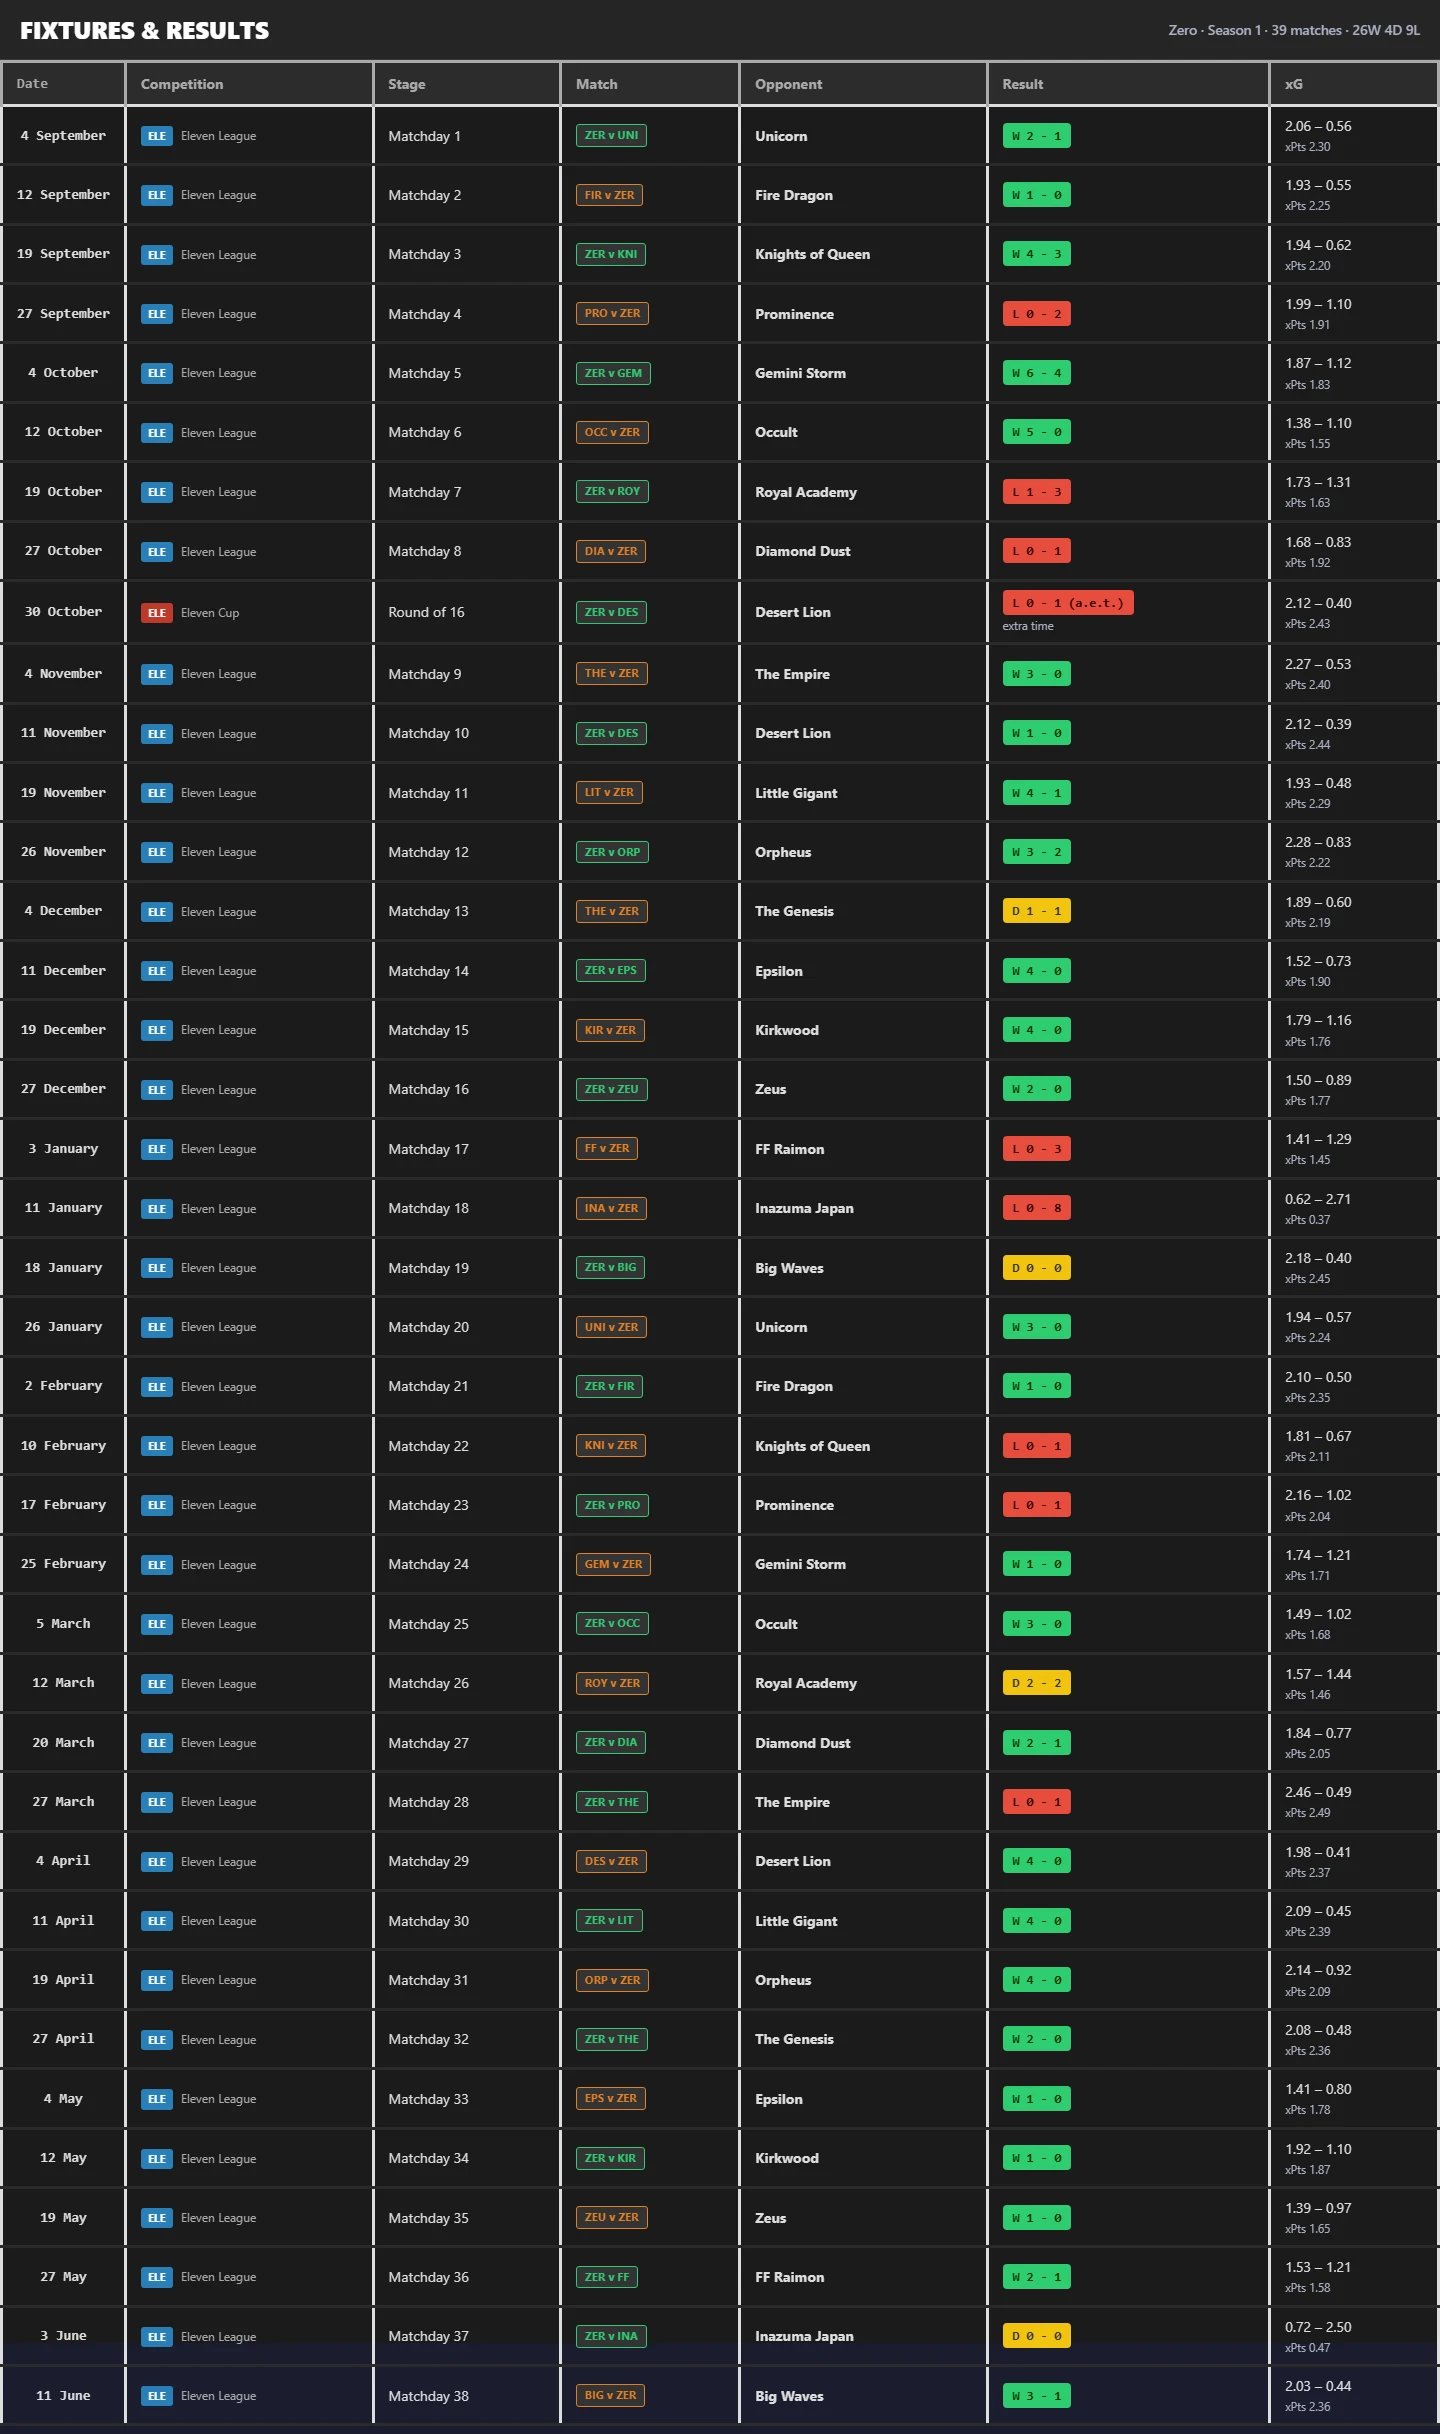 FIXTURES & RESULTS
Zero · Season 1 · 39 matches · 26W 4D 9L
Date Competition Stage Match Opponent Result xG
4 September ELE Eleven League Matchday 1 ZER v UNI Unicorn W 2 - 1 2.06 – 0.56
xPts 2.30
12 September ELE Eleven League Matchday 2 FIR v ZER Fire Dragon W 1 - 0 1.93 – 0.55
xPts 2.25
19 September ELE Eleven League Matchday 3 ZER v KNI Knights of Queen W 4 - 3 1.94 – 0.62
xPts 2.20
27 September ELE Eleven League Matchday 4 PRO v ZER Prominence L 0 - 2 1.99 – 1.10
xPts 1.91
4 October ELE Eleven League Matchday 5 ZER v GEM Gemini Storm W 6 - 4 1.87 – 1.12
xPts 1.83
12 October ELE Eleven League Matchday 6 OCC v ZER Occult W 5 - 0 1.38 – 1.10
xPts 1.55
19 October ELE Eleven League Matchday 7 ZER v ROY Royal Academy L 1 - 3 1.73 – 1.31
xPts 1.63
27 October ELE Eleven League Matchday 8 DIA v ZER Diamond Dust L 0 - 1 1.68 – 0.83
xPts 1.92
30 October ELE Eleven Cup Round of 16 ZER v DES Desert Lion L 0 - 1 (a.e.t.) 2.12 – 0.40
extra time xPts 2.43
4 November ELE Eleven League Matchday 9 THE v ZER The Empire W 3 - 0 2.27 – 0.53
xPts 2.40
11 November ELE Eleven League Matchday 10 ZER v DES Desert Lion W 1 - 0 2.12 – 0.39
xPts 2.44
19 November ELE Eleven League Matchday 11 LIT v ZER Little Gigant W 4 - 1 1.93 – 0.48
xPts 2.29
26 November ELE Eleven League Matchday 12 ZER v ORP Orpheus W 3 - 2 2.28 – 0.83
xPts 2.22
4 December ELE Eleven League Matchday 13 THE v ZER The Genesis D 1 - 1 1.89 – 0.60
xPts 2.19
11 December ELE Eleven League Matchday 14 ZER v EPS Epsilon W 4 - 0 1.52 – 0.73
xPts 1.90
19 December ELE Eleven League Matchday 15 KIR v ZER Kirkwood W 4 - 0 1.79 – 1.16
xPts 1.76
27 December ELE Eleven League Matchday 16 ZER v ZEU Zeus W 2 - 0 1.50 – 0.89
xPts 1.77
3 January ELE Eleven League Matchday 17 FF v ZER FF Raimon L 0 - 3 1.41 – 1.29
xPts 1.45
11 January ELE Eleven League Matchday 18 INA v ZER Inazuma Japan L 0 - 8 0.62 – 2.71
xPts 0.37
18 January ELE Eleven League Matchday 19 ZER v BIG Big Waves D 0 - 0 2.18 – 0.40
xPts 2.45
26 January ELE Eleven League Matchday 20 UNI v ZER Unicorn W 3 - 0 1.94 – 0.57
xPts 2.24
2 February ELE Eleven League Matchday 21 ZER v FIR Fire Dragon W 1 - 0 2.10 – 0.50
xPts 2.35
10 February ELE Eleven League Matchday 22 KNI v ZER Knights of Queen L 0 - 1 1.81 – 0.67
xPts 2.11
17 February ELE Eleven League Matchday 23 ZER v PRO Prominence L 0 - 1 2.16 – 1.02
xPts 2.04
25 February ELE Eleven League Matchday 24 GEM v ZER Gemini Storm W 1 - 0 1.74 – 1.21
xPts 1.71
5 March ELE Eleven League Matchday 25 ZER v OCC Occult W 3 - 0 1.49 – 1.02
xPts 1.68
12 March ELE Eleven League Matchday 26 ROY v ZER Royal Academy D 2 - 2 1.57 – 1.44
xPts 1.46
20 March ELE Eleven League Matchday 27 ZER v DIA Diamond Dust W 2 - 1 1.84 – 0.77
xPts 2.05
27 March ELE Eleven League Matchday 28 ZER v THE The Empire L 0 - 1 2.46 – 0.49
xPts 2.49
4 April ELE Eleven League Matchday 29 DES v ZER Desert Lion W 4 - 0 1.98 – 0.41
xPts 2.37
11 April ELE Eleven League Matchday 30 ZER v LIT Little Gigant W 4 - 0 2.09 – 0.45
xPts 2.39
19 April ELE Eleven League Matchday 31 ORP v ZER Orpheus W 4 - 0 2.14 – 0.92
xPts 2.09
27 April ELE Eleven League Matchday 32 ZER v THE The Genesis W 2 - 0 2.08 – 0.48
xPts 2.36
4 May ELE Eleven League Matchday 33 EPS v ZER Epsilon W 1 - 0 1.41 – 0.80
xPts 1.78
12 May ELE Eleven League Matchday 34 ZER v KIR Kirkwood W 1 - 0 1.92 – 1.10
xPts 1.87
19 May ELE Eleven League Matchday 35 ZEU v ZER Zeus W 1 - 0 1.39 – 0.97
xPts 1.65
27 May ELE Eleven League Matchday 36 ZER v FF FF Raimon W 2 - 1 1.53 – 1.21
xPts 1.58
3 June ELE Eleven League Matchday 37 ZER v INA Inazuma Japan D 0 - 0 0.72 – 2.50
xPts 0.47
11 June ELE Eleven League Matchday 38 BIG v ZER Big Waves W 3 - 1 2.03 – 0.44
xPts 2.36